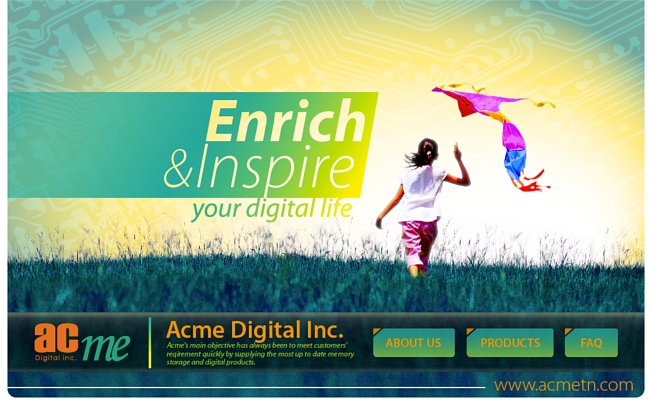 Enrich
&Inspire
your digital life
acme
Digital inc.
Acme Digital Inc.
Acme's main objective has always been to meet customers'
reqirement quickly by supplying the most up to date memory
storage and digital products.
ABOUT US
PRODUCTS
FAQ
www.acmetn.com